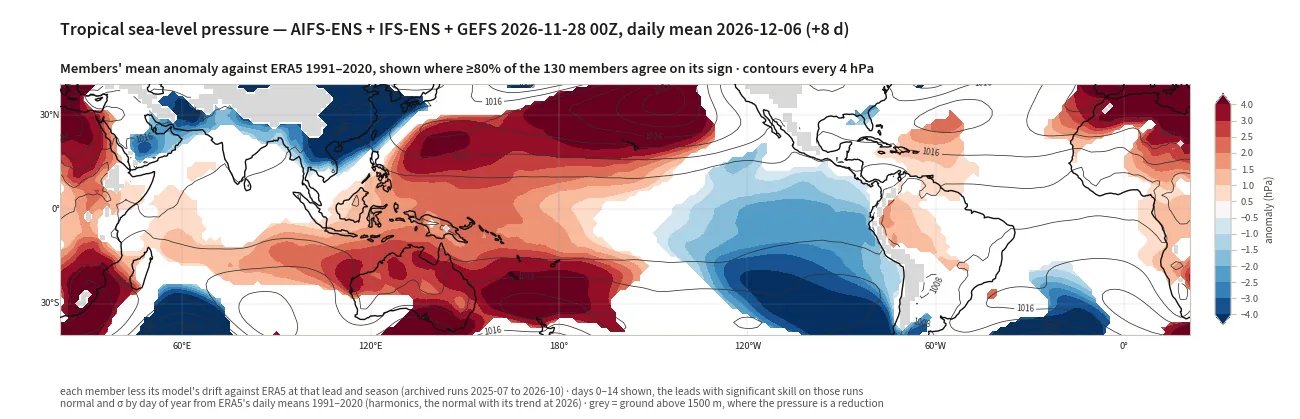 Tropical sea-level pressure — AIFS-ENS + IFS-ENS + GEFS 2026-11-28 00Z, daily mean 2026-12-06 (+8 d)
Members' mean anomaly against ERA5 1991–2020, shown where ≥80% of the 130 members agree on its sign · contours every 4 hPa
30°N
0°
30°S
60°E
120°E
180°
120°W
60°W
0°
1016
1016
1016
1016
1016
1008
4.0
3.0
2.5
2.0
1.5
1.0
0.5
−0.5
−1.0
−1.5
−2.0
−2.5
−3.0
−4.0
anomaly (hPa)
each member less its model's drift against ERA5 at that lead and season (archived runs 2025-07 to 2026-10) · days 0–14 shown, the leads with significant skill on those runs
normal and σ by day of year from ERA5's daily means 1991–2020 (harmonics, the normal with its trend at 2026) · grey = ground above 1500 m, where the pressure is a reduction